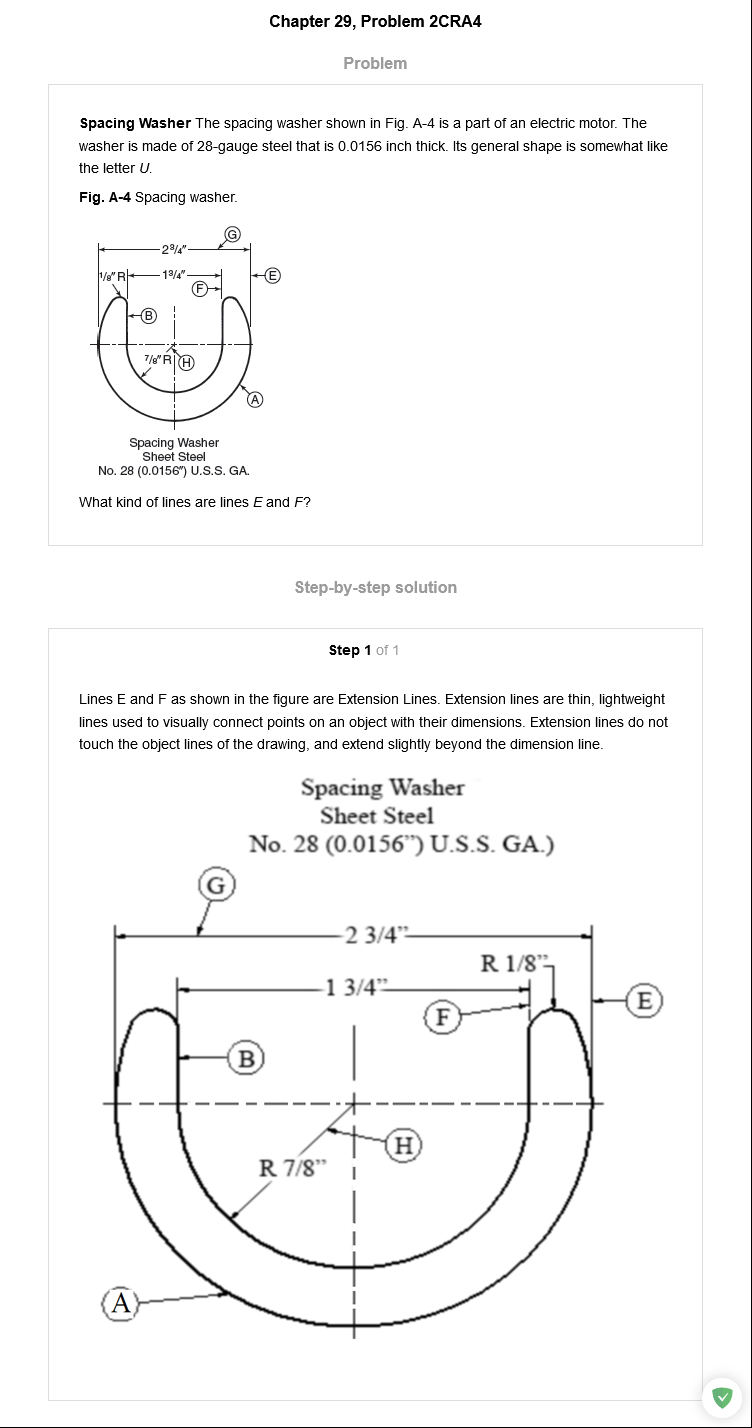 Chapter 29, Problem 2CRA4
Problem
Spacing Washer The spacing washer shown in Fig. A-4 is a part of an electric motor. The
washer is made of 28-gauge steel that is 0.0156 inch thick. Its general shape is somewhat like
the letter U.
Fig. A-4 Spacing washer.
G
2 3/4"
1/8" R
1 3/4"
E
F
B
7/8" R
H
A
Spacing Washer
Sheet Steel
No. 28 (0.0156") U.S.S. GA.
What kind of lines are lines E and F?
Step-by-step solution
Step 1 of 1
Lines E and F as shown in the figure are Extension Lines. Extension lines are thin, lightweight
lines used to visually connect points on an object with their dimensions. Extension lines do not
touch the object lines of the drawing, and extend slightly beyond the dimension line.
Spacing Washer
Sheet Steel
No. 28 (0.0156”) U.S.S. GA.)
G
2 3/4”
R 1/8”
1 3/4”
E
F
B
H
R 7/8”
A